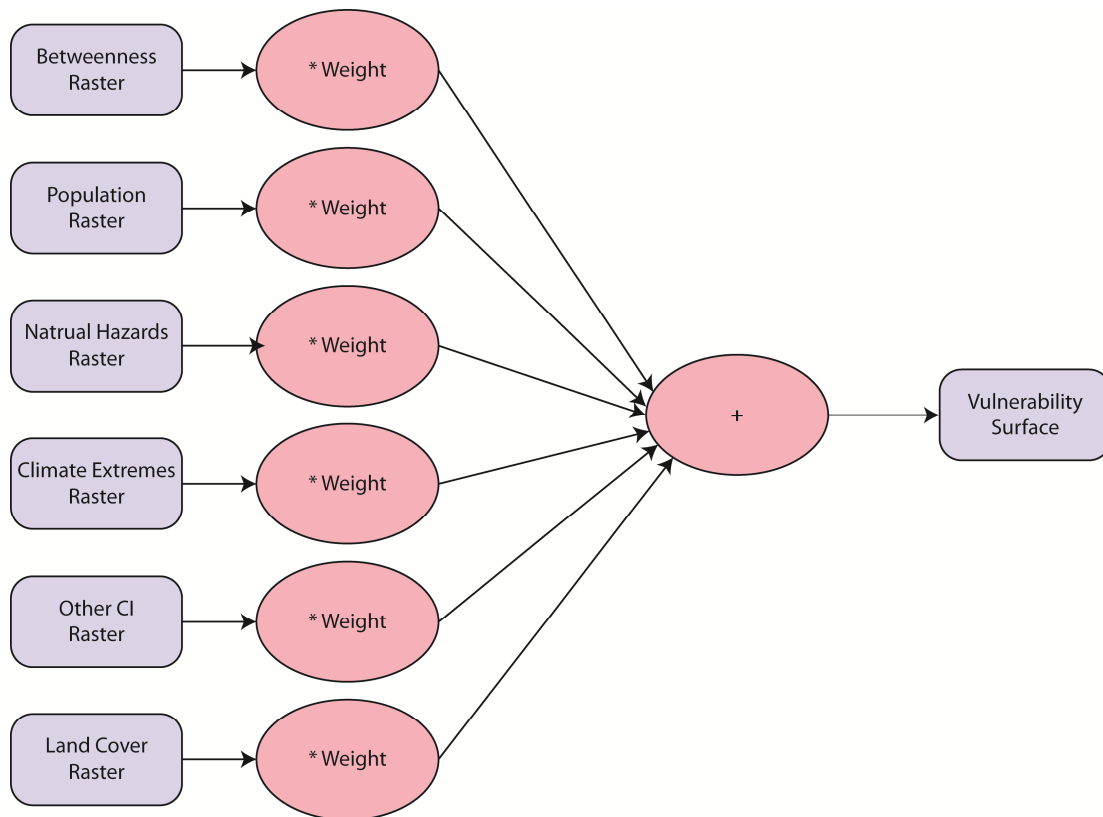 Betweenness
Raster
* Weight
Population
Raster
* Weight
Natrual Hazards
Raster
* Weight
+
Vulnerability
Surface
Climate Extremes
Raster
* Weight
Other CI
Raster
* Weight
Land Cover
Raster
* Weight